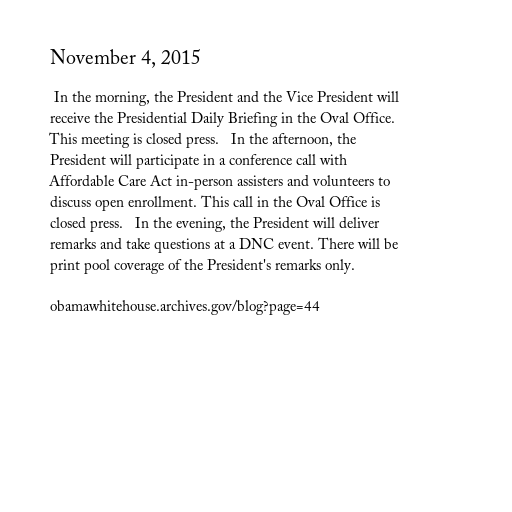 November 4, 2015
In the morning, the President and the Vice President will
receive the Presidential Daily Briefing in the Oval Office.
This meeting is closed press.   In the afternoon, the
President will participate in a conference call with
Affordable Care Act in-person assisters and volunteers to
discuss open enrollment. This call in the Oval Office is
closed press.   In the evening, the President will deliver
remarks and take questions at a DNC event. There will be
print pool coverage of the President's remarks only.
obamawhitehouse.archives.gov/blog?page=44